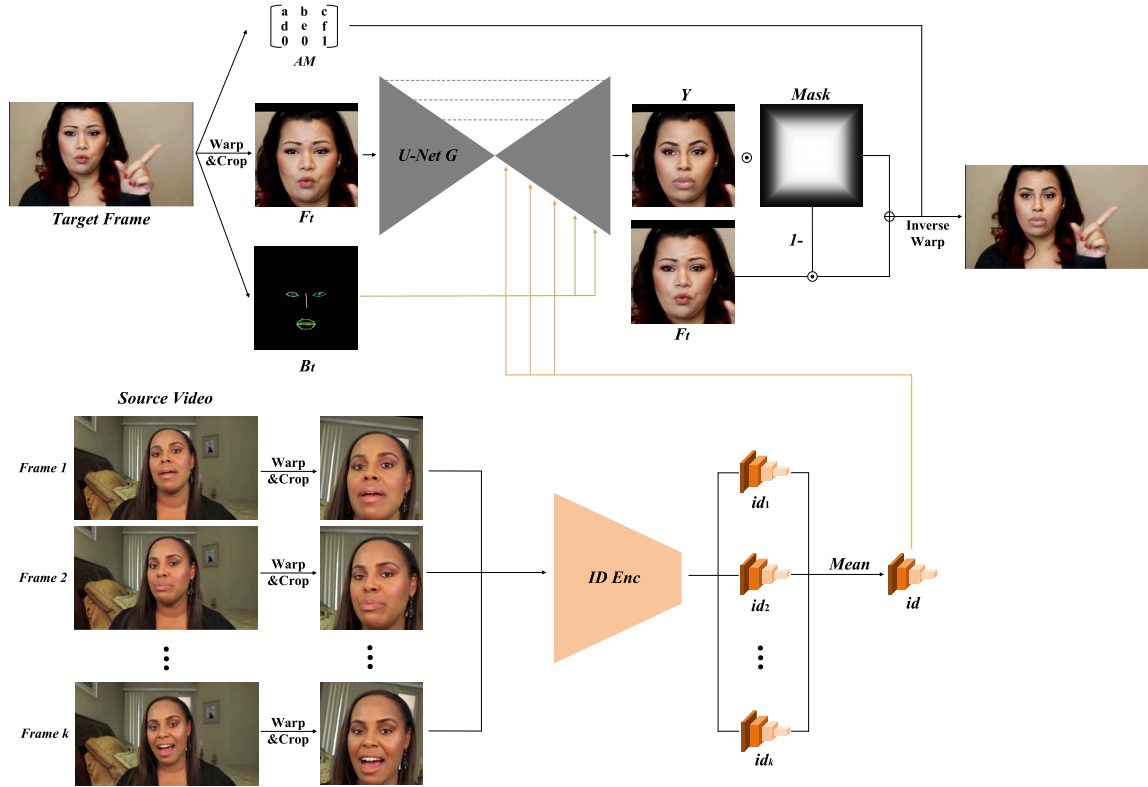 a b c
d e f
0 0 1
AM
Warp
&Crop
Target Frame
Ft
U-Net G
Y
Mask
1-
Ft
Inverse
Warp
Bt
Source Video
Frame 1
Warp
&Crop
Frame 2
Warp
&Crop
Frame k
Warp
&Crop
ID Enc
id1
id2
idk
Mean
id